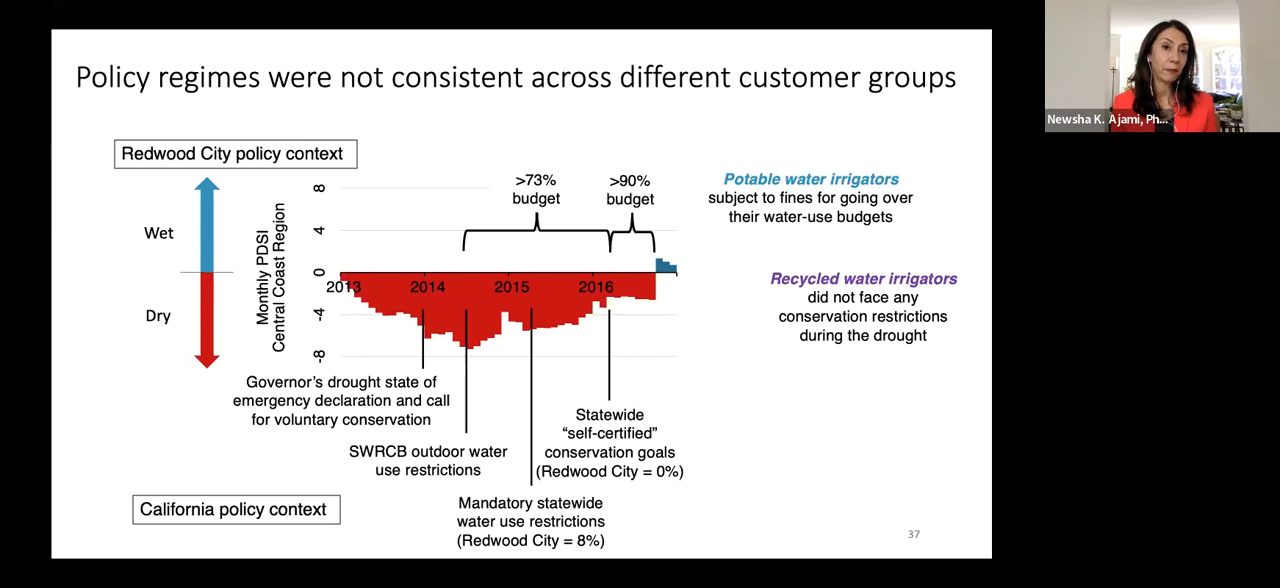 Policy regimes were not consistent across different customer groups
Redwood City policy context
Wet
Dry
Monthly PDSI
Central Coast Region
8
4
0
-4
-8
2013
2014
2015
2016
>73%
budget
>90%
budget
Potable water irrigators
subject to fines for going over
their water-use budgets
Recycled water irrigators
did not face any
conservation restrictions
during the drought
Governor's drought state of
emergency declaration and call
for voluntary conservation
SWRCB outdoor water
use restrictions
Mandatory statewide
water use restrictions
(Redwood City = 8%)
Statewide
“self-certified”
conservation goals
(Redwood City = 0%)
California policy context
37
Newsha K. Ajami, Ph...